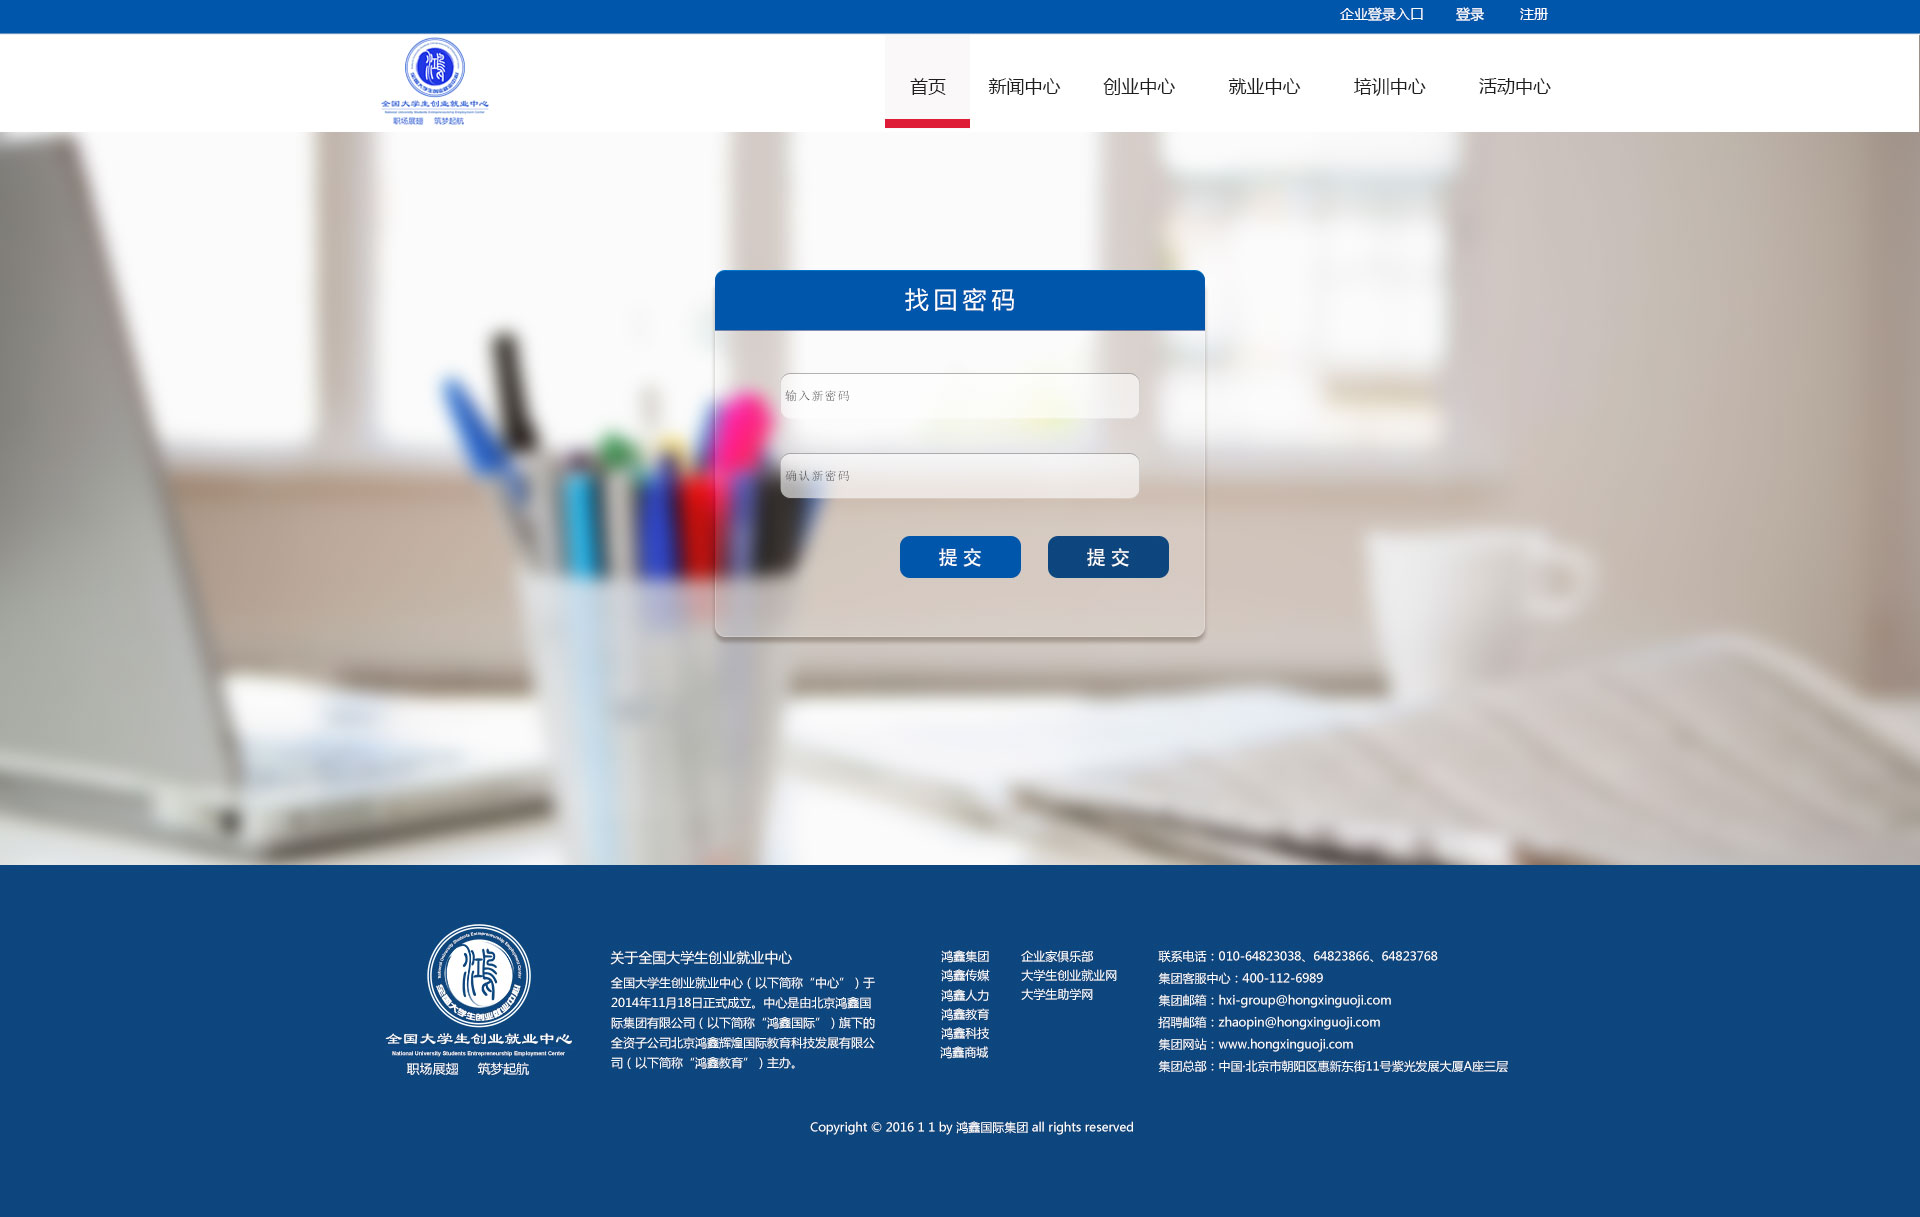 企业登录入口 登录 注册
全国大学生创业就业中心
National University Students Entrepreneurship Employment Center
职场展翅 筑梦起航
首页 新闻中心 创业中心 就业中心 培训中心 活动中心
找回密码
输入新密码
确认新密码
提交 提交
全国大学生创业就业中心
National University Students Entrepreneurship Employment Center
职场展翅 筑梦起航
关于全国大学生创业就业中心
全国大学生创业就业中心（以下简称“中心”）于
2014年11月18日正式成立。中心是由北京鸿鑫国
际集团有限公司（以下简称“鸿鑫国际”）旗下的
全资子公司北京鸿鑫辉煌国际教育科技发展有限公
司（以下简称“鸿鑫教育”）主办。
鸿鑫集团
鸿鑫传媒
鸿鑫人力
鸿鑫教育
鸿鑫科技
鸿鑫商城
企业家俱乐部
大学生创业就业网
大学生助学网
联系电话：010-64823038、64823866、64823768
集团客服中心：400-112-6989
集团邮箱：hxi-group@hongxinguoji.com
招聘邮箱：zhaopin@hongxinguoji.com
集团网站：www.hongxinguoji.com
集团总部：中国·北京市朝阳区惠新东街11号紫光发展大厦A座三层
Copyright © 2016 1 1 by 鸿鑫国际集团 all rights reserved